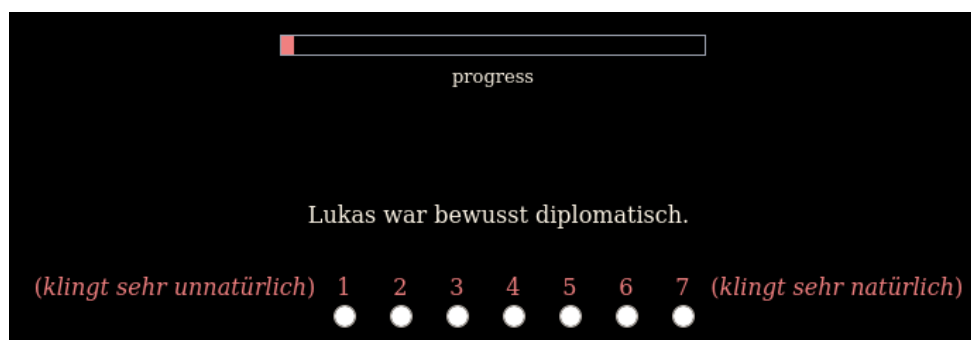 progress
Lukas war bewusst diplomatisch.
(klingt sehr unnatürlich) 1 2 3 4 5 6 7 (klingt sehr natürlich)